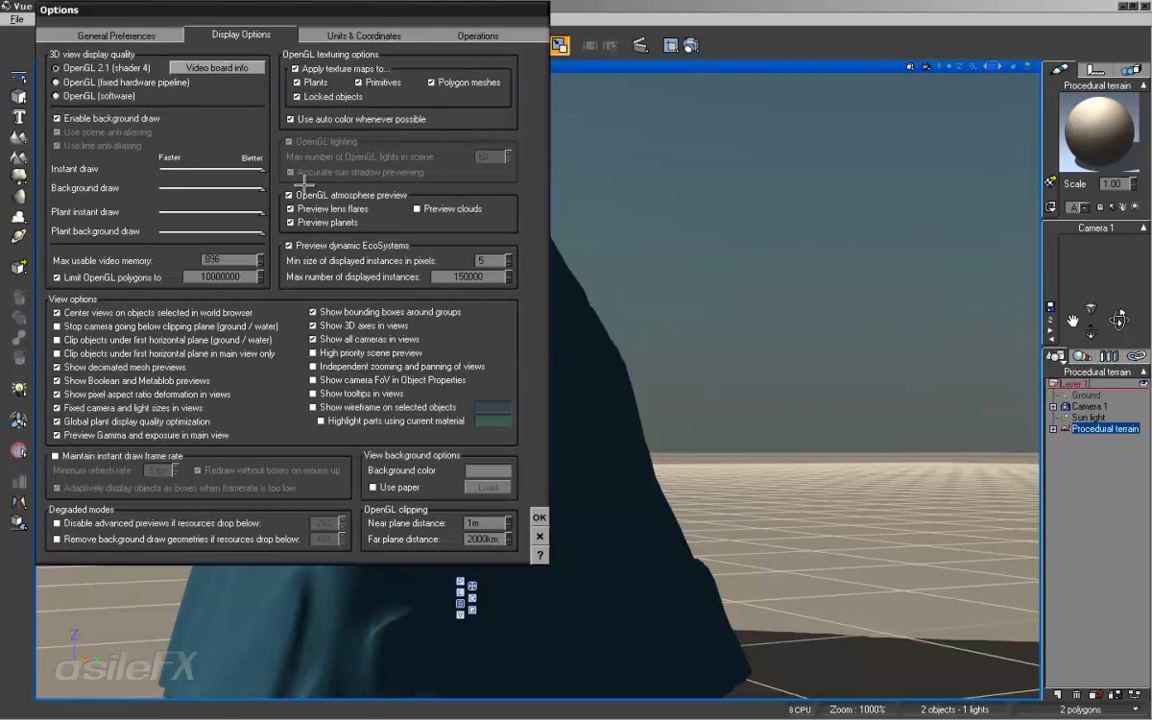 Vue
Options
File
General Preferences
Display Options
Units & Coordinates
Operations
3D view display quality
OpenGL 2.1 (shader 4)
Video board info
OpenGL (fixed hardware pipeline)
OpenGL (software)
Enable background draw
Use scene anti-aliasing
Use line anti-aliasing
Faster
Better
Instant draw
Background draw
Plant instant draw
Plant background draw
Max usable video memory:
896
Limit OpenGL polygons to
10000000
OpenGL texturing options
Apply texture maps to...
Plants
Primitives
Polygon meshes
Locked objects
Use auto color whenever possible
OpenGL lighting
Max number of OpenGL lights in scene
Accurate sun shadow previewing
OpenGL atmosphere preview
Preview lens flares
Preview clouds
Preview planets
Preview dynamic EcoSystems
Min size of displayed instances in pixels:
5
Max number of displayed instances:
150000
View options
Center views on objects selected in world browser
Stop camera going below clipping plane (ground / water)
Clip objects under first horizontal plane (ground / water)
Clip objects under first horizontal plane in main view only
Show decimated mesh previews
Show Boolean and Metablob previews
Show pixel aspect ratio deformation in views
Fixed camera and light sizes in views
Global plant display quality optimization
Preview Gamma and exposure in main view
Show bounding boxes around groups
Show 3D axes in views
Show all cameras in views
High priority scene preview
Independent zooming and panning of views
Show camera FoV in Object Properties
Show tooltips in views
Show wireframe on selected objects
Highlight parts using current material
Maintain instant draw frame rate
Minimum refresh rate
Redraw without boxes on mouse up
Adaptively display objects as boxes when framerate is too low
View background options
Background color
Use paper
Load
Degraded modes
Disable advanced previews if resources drop below:
Remove background draw geometries if resources drop below:
OpenGL clipping
Near plane distance:
1m
Far plane distance:
2000km
OK
?
Procedural terrain
Scale
1.00
Camera 1
Procedural terrain
Layer 1
Ground
Camera 1
Sun light
Procedural terrain
Z
asileFX
8 CPU
Zoom : 1000%
2 objects - 1 lights
2 polygons